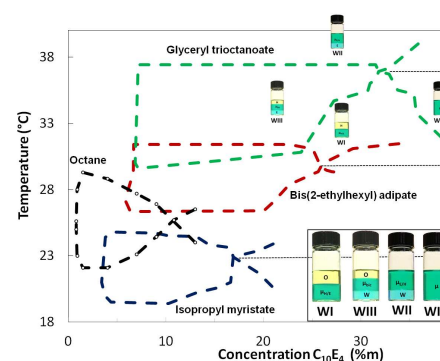 38
33
28
23
18
Temperature (°C)
0
10
20
30
Concentration C10E4 (%m)
Glyceryl trioctanoate
Octane
Bis(2-ethylhexyl) adipate
Isopropyl myristate
WII
WIII
WI
O
W
O
W
µ
WI WIII WII